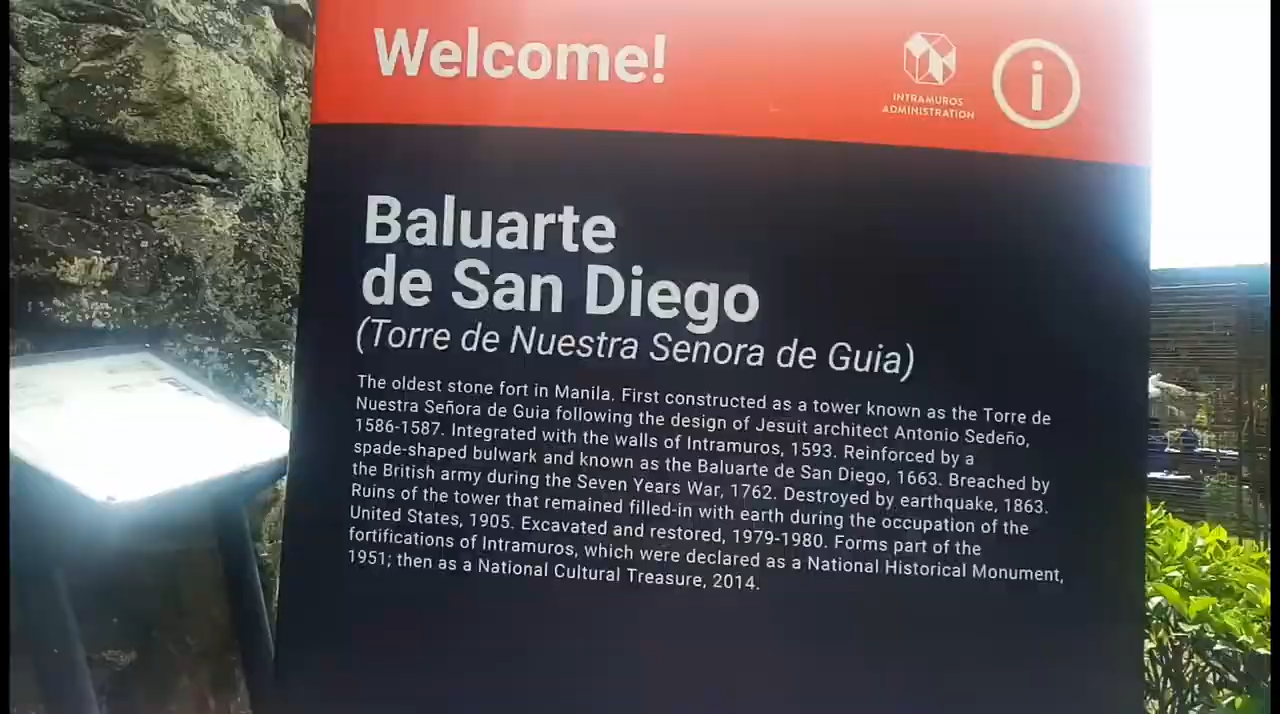 Welcome!
INTRAMUROS
ADMINISTRATION
i
Baluarte
de San Diego
(Torre de Nuestra Senora de Guia)
The oldest stone fort in Manila. First constructed as a tower known as the Torre de
Nuestra Señora de Guia following the design of Jesuit architect Antonio Sedeño,
1586-1587. Integrated with the walls of Intramuros, 1593. Reinforced by a
spade-shaped bulwark and known as the Baluarte de San Diego, 1663. Breached by
the British army during the Seven Years War, 1762. Destroyed by earthquake, 1863.
Ruins of the tower that remained filled-in with earth during the occupation of the
United States, 1905. Excavated and restored, 1979-1980. Forms part of the
fortifications of Intramuros, which were declared as a National Historical Monument,
1951; then as a National Cultural Treasure, 2014.